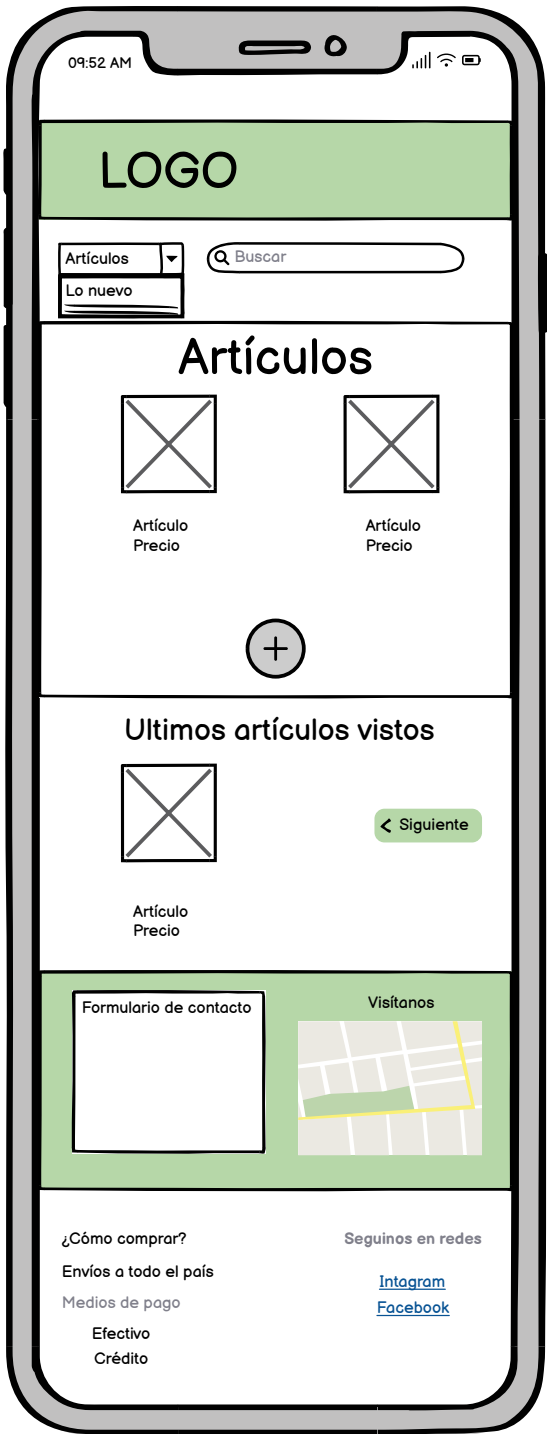 09:52 AM
LOGO
Artículos
Buscar
Lo nuevo
Artículos
Artículo
Precio
Artículo
Precio
Ultimos artículos vistos
Siguiente
Artículo
Precio
Formulario de contacto
Visítanos
¿Cómo comprar?
Envíos a todo el país
Medios de pago
Efectivo
Crédito
Seguinos en redes
Intagram
Facebook